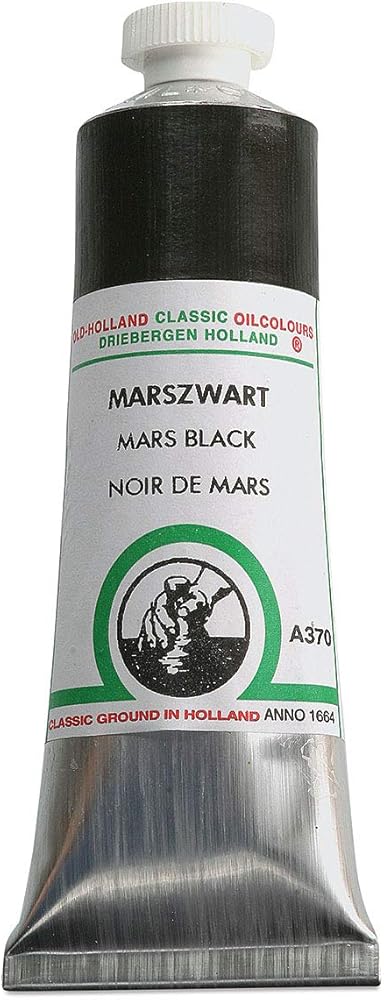 OLD-HOLLAND CLASSIC OILCOLOURS
DRIEBERGEN HOLLAND ®
MARSZWART
MARS BLACK
NOIR DE MARS
A370
CLASSIC GROUND IN HOLLAND ANNO 1664